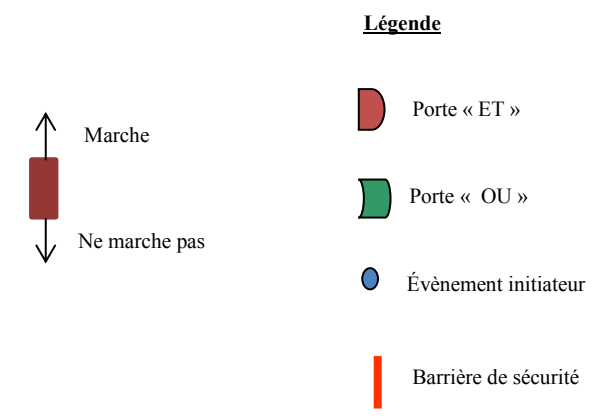 Légende
Marche
Ne marche pas
Porte « ET »
Porte «  OU »
Évènement initiateur
Barrière de sécurité